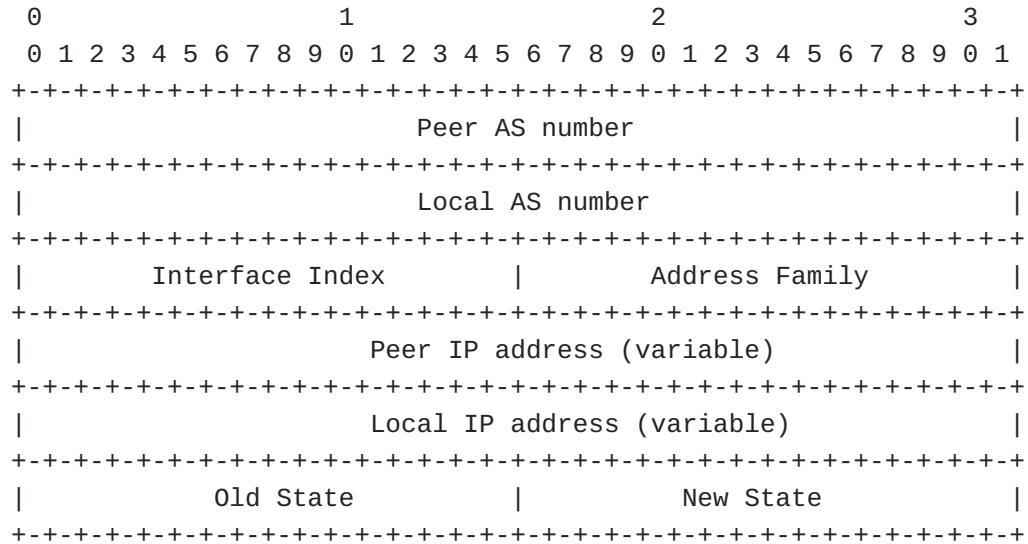 0                   1                   2                   3
 0 1 2 3 4 5 6 7 8 9 0 1 2 3 4 5 6 7 8 9 0 1 2 3 4 5 6 7 8 9 0 1
+-+-+-+-+-+-+-+-+-+-+-+-+-+-+-+-+-+-+-+-+-+-+-+-+-+-+-+-+-+-+-+-+
|                         Peer AS number                        |
+-+-+-+-+-+-+-+-+-+-+-+-+-+-+-+-+-+-+-+-+-+-+-+-+-+-+-+-+-+-+-+-+
|                         Local AS number                       |
+-+-+-+-+-+-+-+-+-+-+-+-+-+-+-+-+-+-+-+-+-+-+-+-+-+-+-+-+-+-+-+-+
|        Interface Index        |        Address Family         |
+-+-+-+-+-+-+-+-+-+-+-+-+-+-+-+-+-+-+-+-+-+-+-+-+-+-+-+-+-+-+-+-+
|                      Peer IP address (variable)               |
+-+-+-+-+-+-+-+-+-+-+-+-+-+-+-+-+-+-+-+-+-+-+-+-+-+-+-+-+-+-+-+-+
|                      Local IP address (variable)              |
+-+-+-+-+-+-+-+-+-+-+-+-+-+-+-+-+-+-+-+-+-+-+-+-+-+-+-+-+-+-+-+-+
|            Old State          |          New State            |
+-+-+-+-+-+-+-+-+-+-+-+-+-+-+-+-+-+-+-+-+-+-+-+-+-+-+-+-+-+-+-+-+